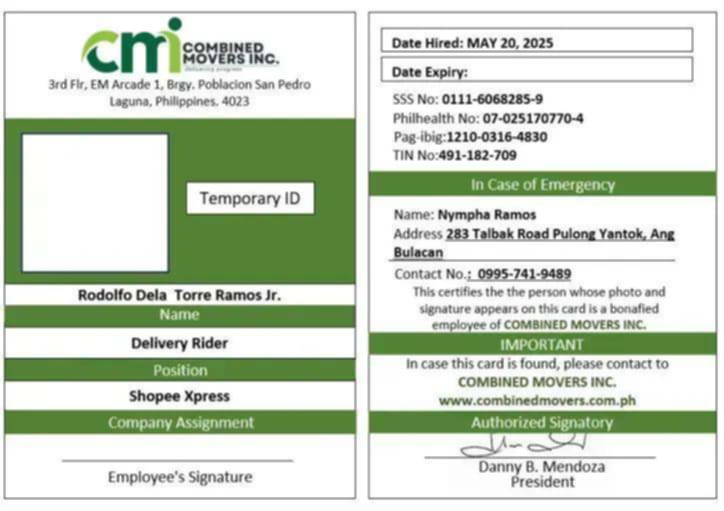 cmi COMBINED
MOVERS INC.
delivering progress
3rd Flr, EM Arcade 1, Brgy. Poblacion San Pedro
Laguna, Philippines. 4023
Temporary ID
Rodolfo Dela Torre Ramos Jr.
Name
Delivery Rider
Position
Shopee Xpress
Company Assignment
Employee's Signature
Date Hired: MAY 20, 2025
Date Expiry:
SSS No: 0111-6068285-9
Philhealth No: 07-025170770-4
Pag-ibig:1210-0316-4830
TIN No:491-182-709
In Case of Emergency
Name: Nympha Ramos
Address 283 Talbak Road Pulong Yantok, Ang
Bulacan
Contact No.: 0995-741-9489
This certifies the the person whose photo and
signature appears on this card is a bonafied
employee of COMBINED MOVERS INC.
IMPORTANT
In case this card is found, please contact to
COMBINED MOVERS INC.
www.combinedmovers.com.ph
Authorized Signatory
Danny B. Mendoza
President